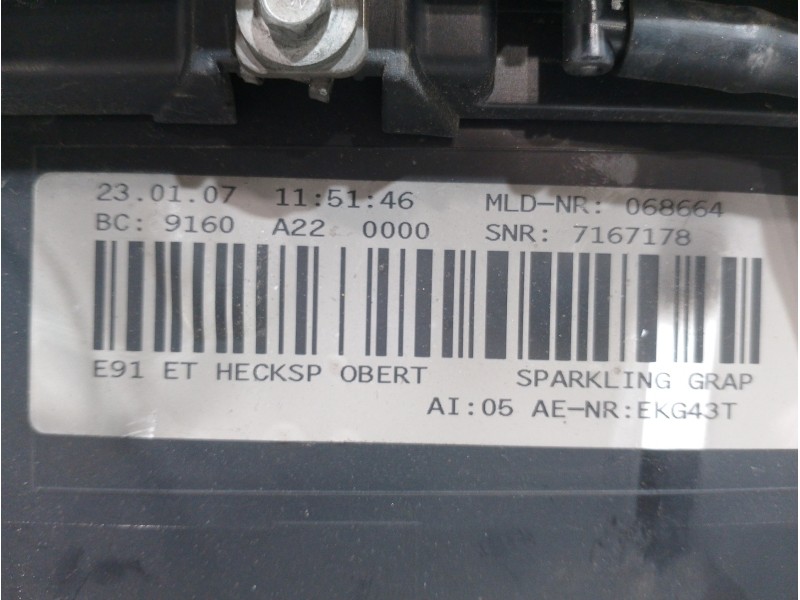 23.01.07 11:51:46 MLD-NR: 068664
BC: 9160 A22 0000 SNR: 7167178
E91 ET HECKSP OBERT SPARKLING GRAP
AI:05 AE-NR:EKG43T